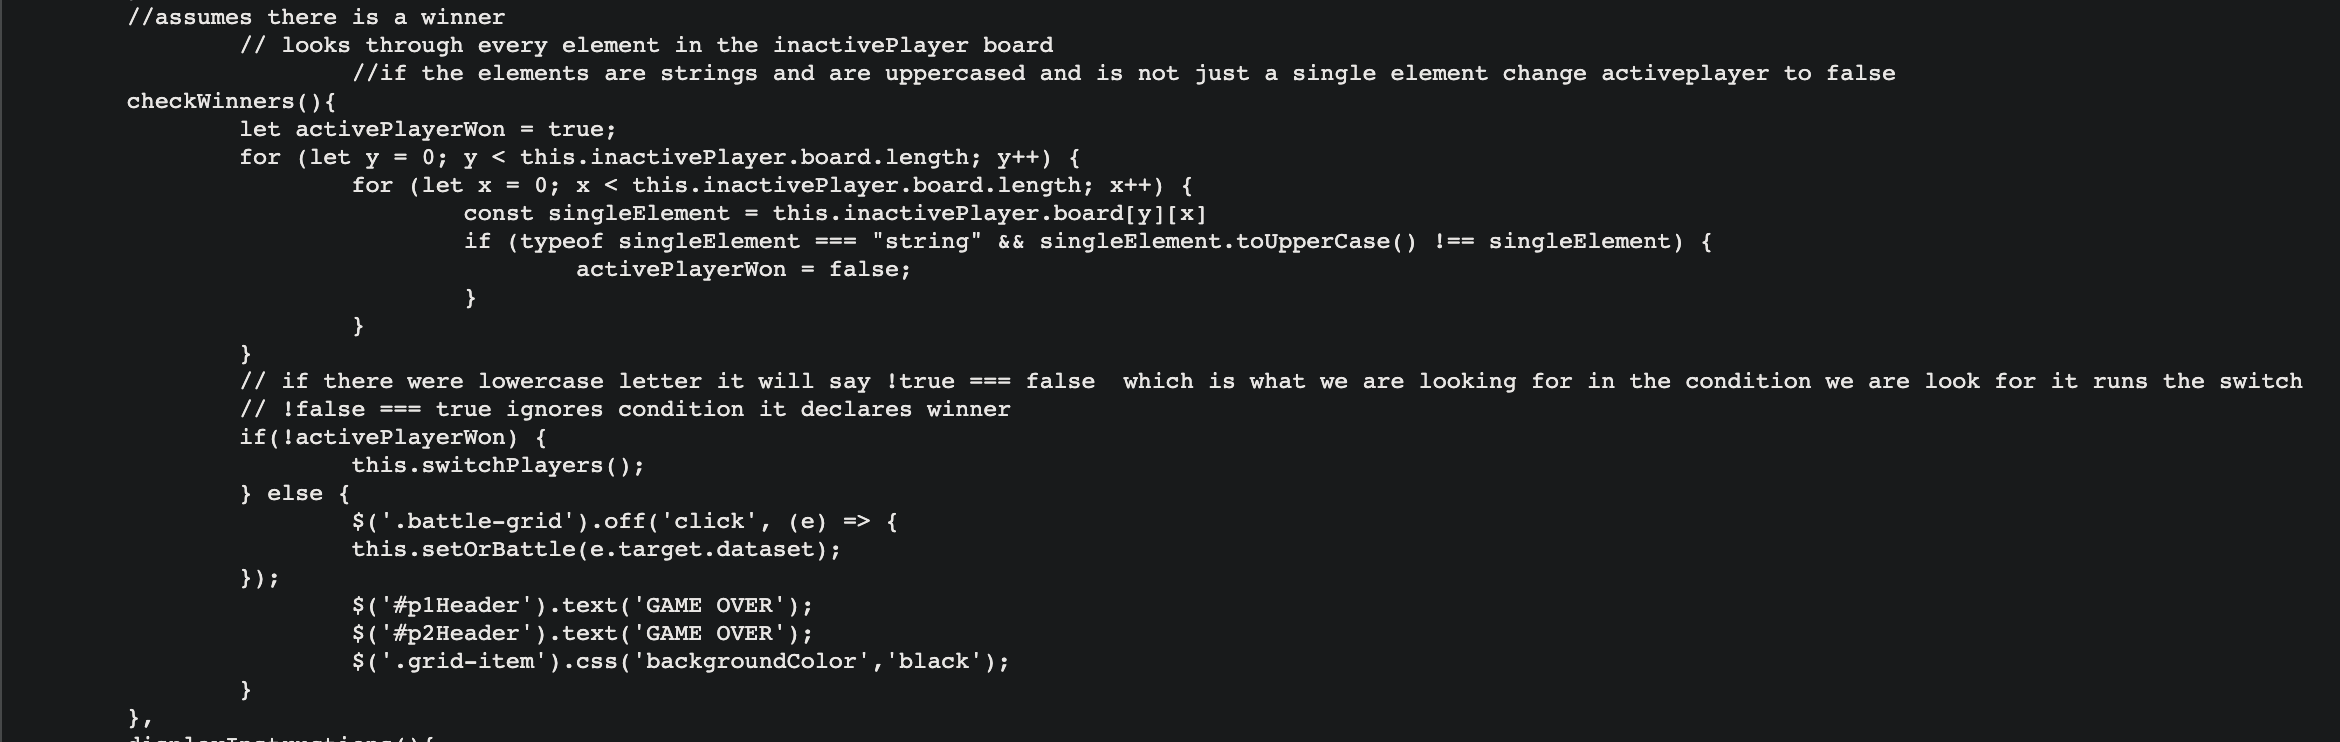 //assumes there is a winner
// looks through every element in the inactivePlayer board
//if the elements are strings and are uppercased and is not just a single element change activeplayer to false
checkWinners(){
let activePlayerWon = true;
for (let y = 0; y < this.inactivePlayer.board.length; y++) {
for (let x = 0; x < this.inactivePlayer.board.length; x++) {
const singleElement = this.inactivePlayer.board[y][x]
if (typeof singleElement === "string" && singleElement.toUpperCase() !== singleElement) {
activePlayerWon = false;
}
}
}
// if there were lowercase letter it will say !true === false  which is what we are looking for in the condition we are look for it runs the switch
// !false === true ignores condition it declares winner
if(!activePlayerWon) {
this.switchPlayers();
} else {
$('.battle-grid').off('click', (e) => {
this.setOrBattle(e.target.dataset);
});
$('#p1Header').text('GAME OVER');
$('#p2Header').text('GAME OVER');
$('.grid-item').css('backgroundColor','black');
}
},
displayInstructions(){